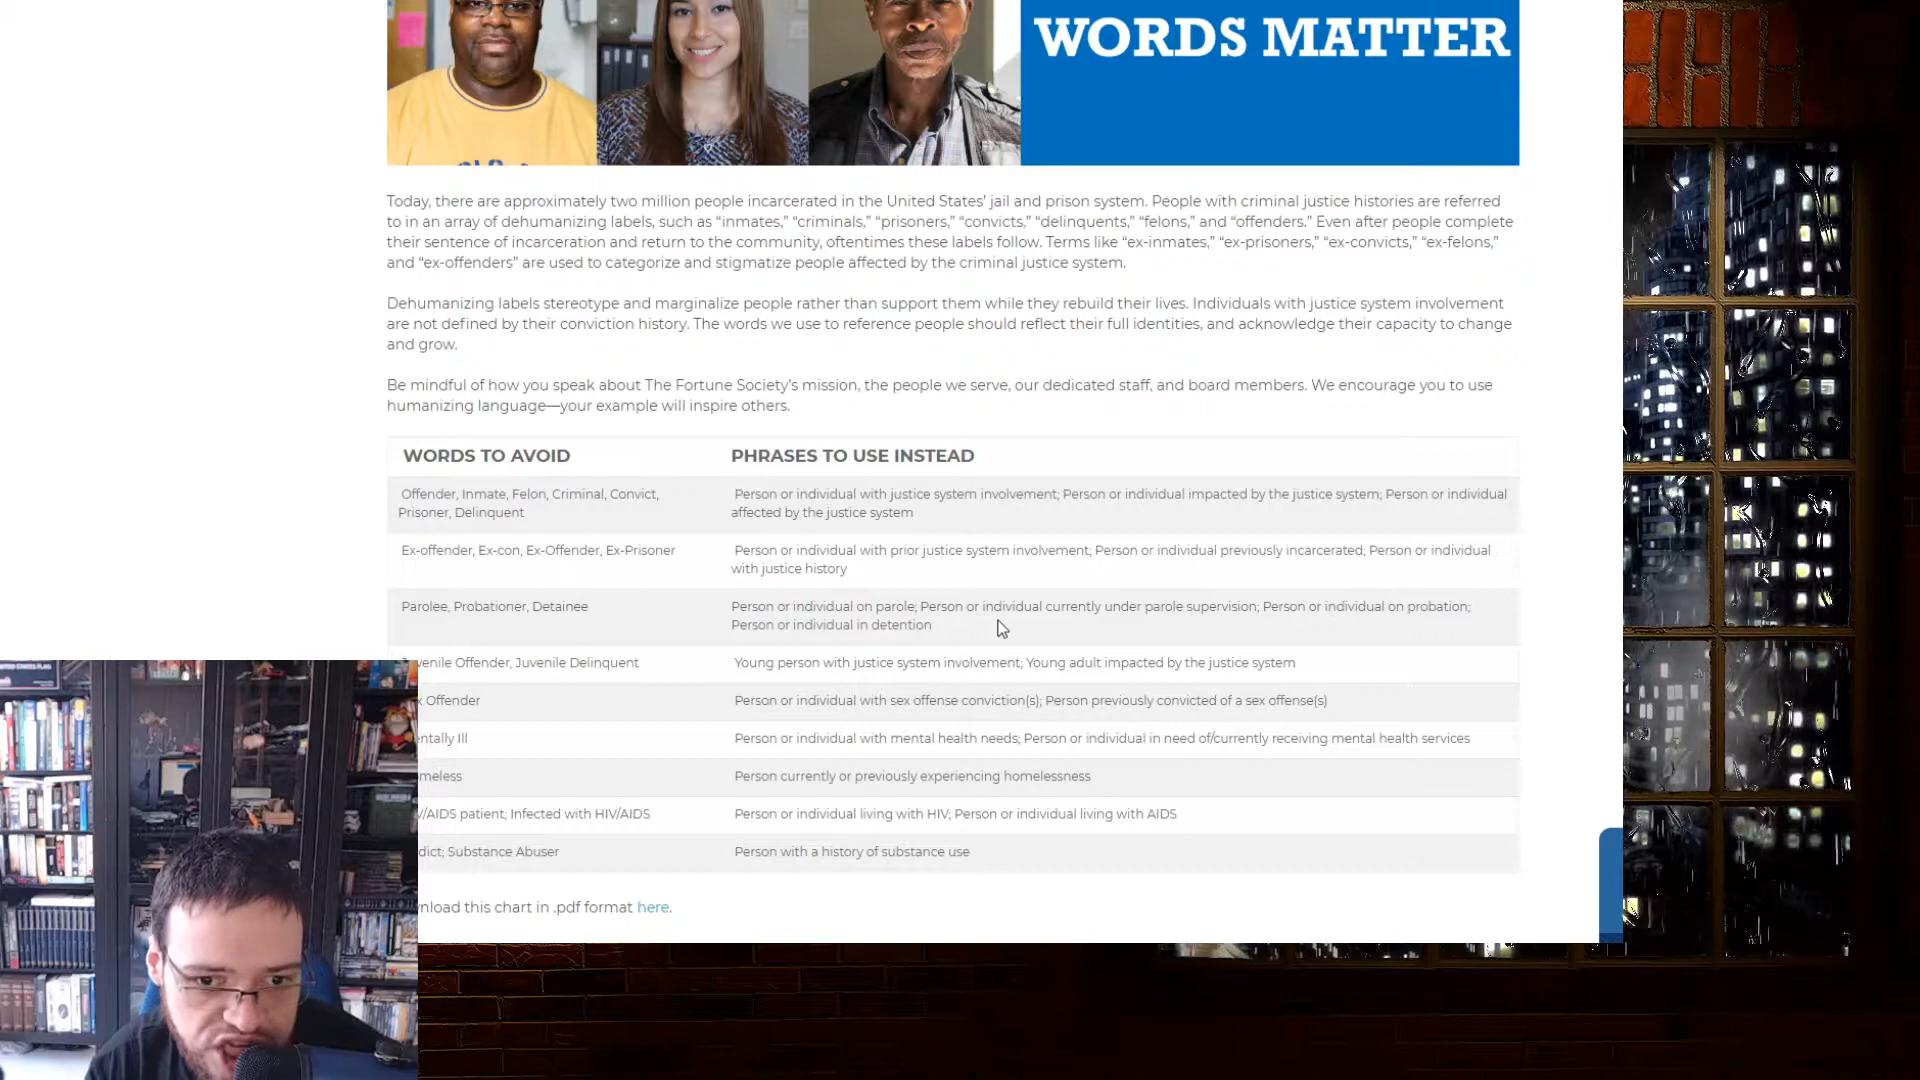 WORDS MATTER
Today, there are approximately two million people incarcerated in the United States' jail and prison system. People with criminal justice histories are referred
to in an array of dehumanizing labels, such as “inmates,” “criminals,” “prisoners,” “convicts,” “delinquents,” “felons,” and “offenders.” Even after people complete
their sentence of incarceration and return to the community, oftentimes these labels follow. Terms like “ex-inmates,” “ex-prisoners,” “ex-convicts,” “ex-felons,”
and “ex-offenders” are used to categorize and stigmatize people affected by the criminal justice system.
Dehumanizing labels stereotype and marginalize people rather than support them while they rebuild their lives. Individuals with justice system involvement
are not defined by their conviction history. The words we use to reference people should reflect their full identities, and acknowledge their capacity to change
and grow.
Be mindful of how you speak about The Fortune Society's mission, the people we serve, our dedicated staff, and board members. We encourage you to use
humanizing language—your example will inspire others.
WORDS TO AVOID PHRASES TO USE INSTEAD
Offender, Inmate, Felon, Criminal, Convict,
Prisoner, Delinquent
Person or individual with justice system involvement; Person or individual impacted by the justice system; Person or individual
affected by the justice system
Ex-offender, Ex-con, Ex-Offender, Ex-Prisoner
Person or individual with prior justice system involvement; Person or individual previously incarcerated; Person or individual
with justice history
Parolee, Probationer, Detainee
Person or individual on parole; Person or individual currently under parole supervision; Person or individual on probation;
Person or individual in detention
venile Offender, Juvenile Delinquent Young person with justice system involvement; Young adult impacted by the justice system
x Offender Person or individual with sex offense conviction(s); Person previously convicted of a sex offense(s)
entally Ill Person or individual with mental health needs; Person or individual in need of/currently receiving mental health services
meless Person currently or previously experiencing homelessness
V/AIDS patient; Infected with HIV/AIDS Person or individual living with HIV; Person or individual living with AIDS
dict; Substance Abuser Person with a history of substance use
nload this chart in .pdf format here.